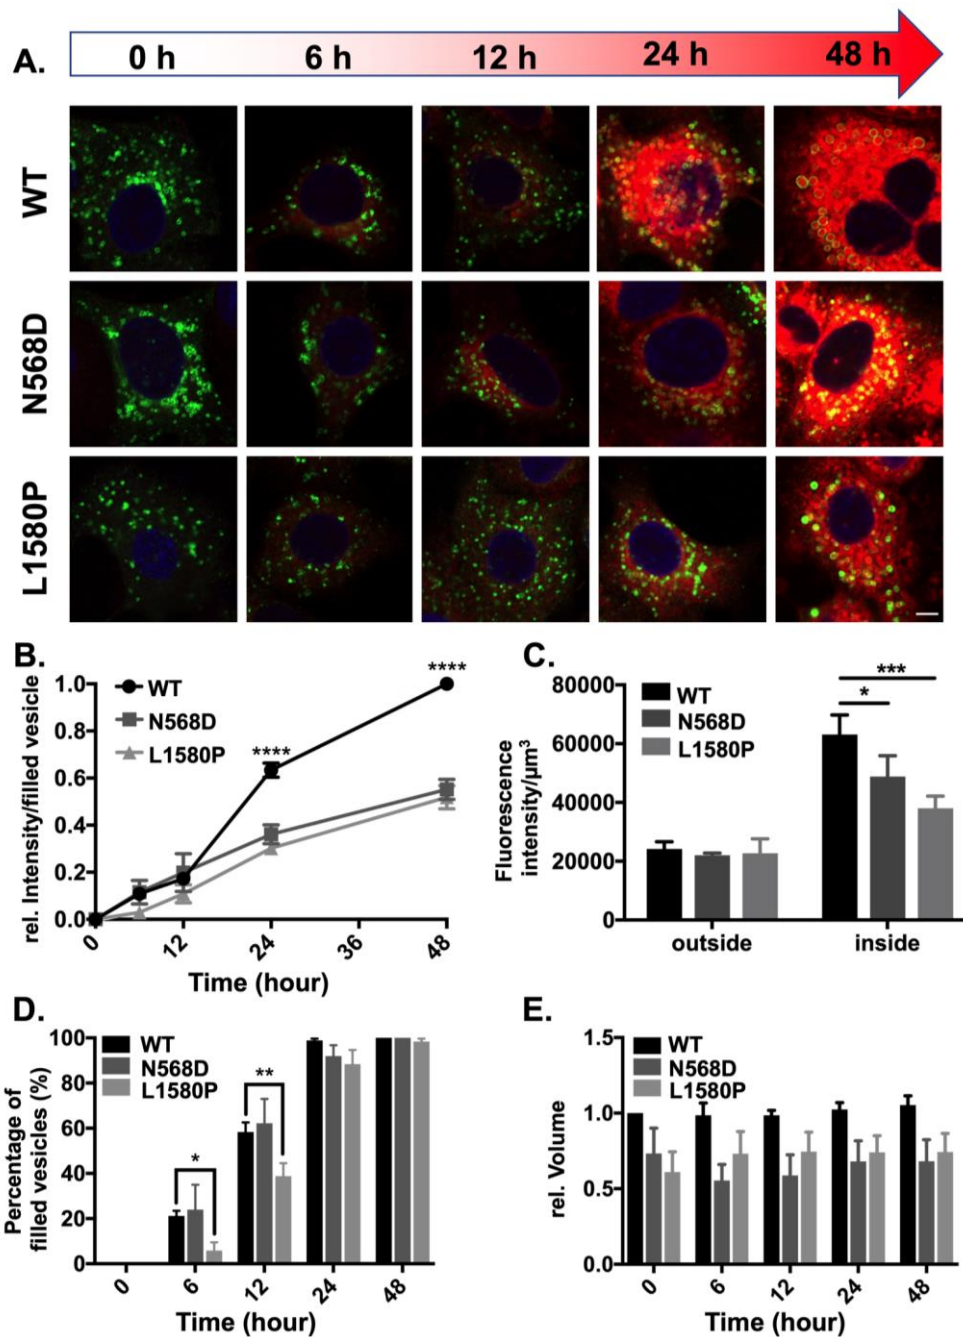 A.
0 h 6 h 12 h 24 h 48 h
WT
N568D
L1580P
B.
rel. Intensity/filled vesicle
1.0
0.8
0.6
0.4
0.2
0.0
WT
N568D
L1580P
****
****
0 12 24 36 48
Time (hour)
C.
Fluorescence
intensity/µm³
80000
60000
40000
20000
0
WT
N568D
L1580P
***
*
outside inside
D.
Percentage of
filled vesicles (%)
100
80
60
40
20
0
WT
N568D
L1580P
*
**
0 6 12 24 48
Time (hour)
E.
rel. Volume
1.5
1.0
0.5
0.0
WT
N568D
L1580P
0 6 12 24 48
Time (hour)